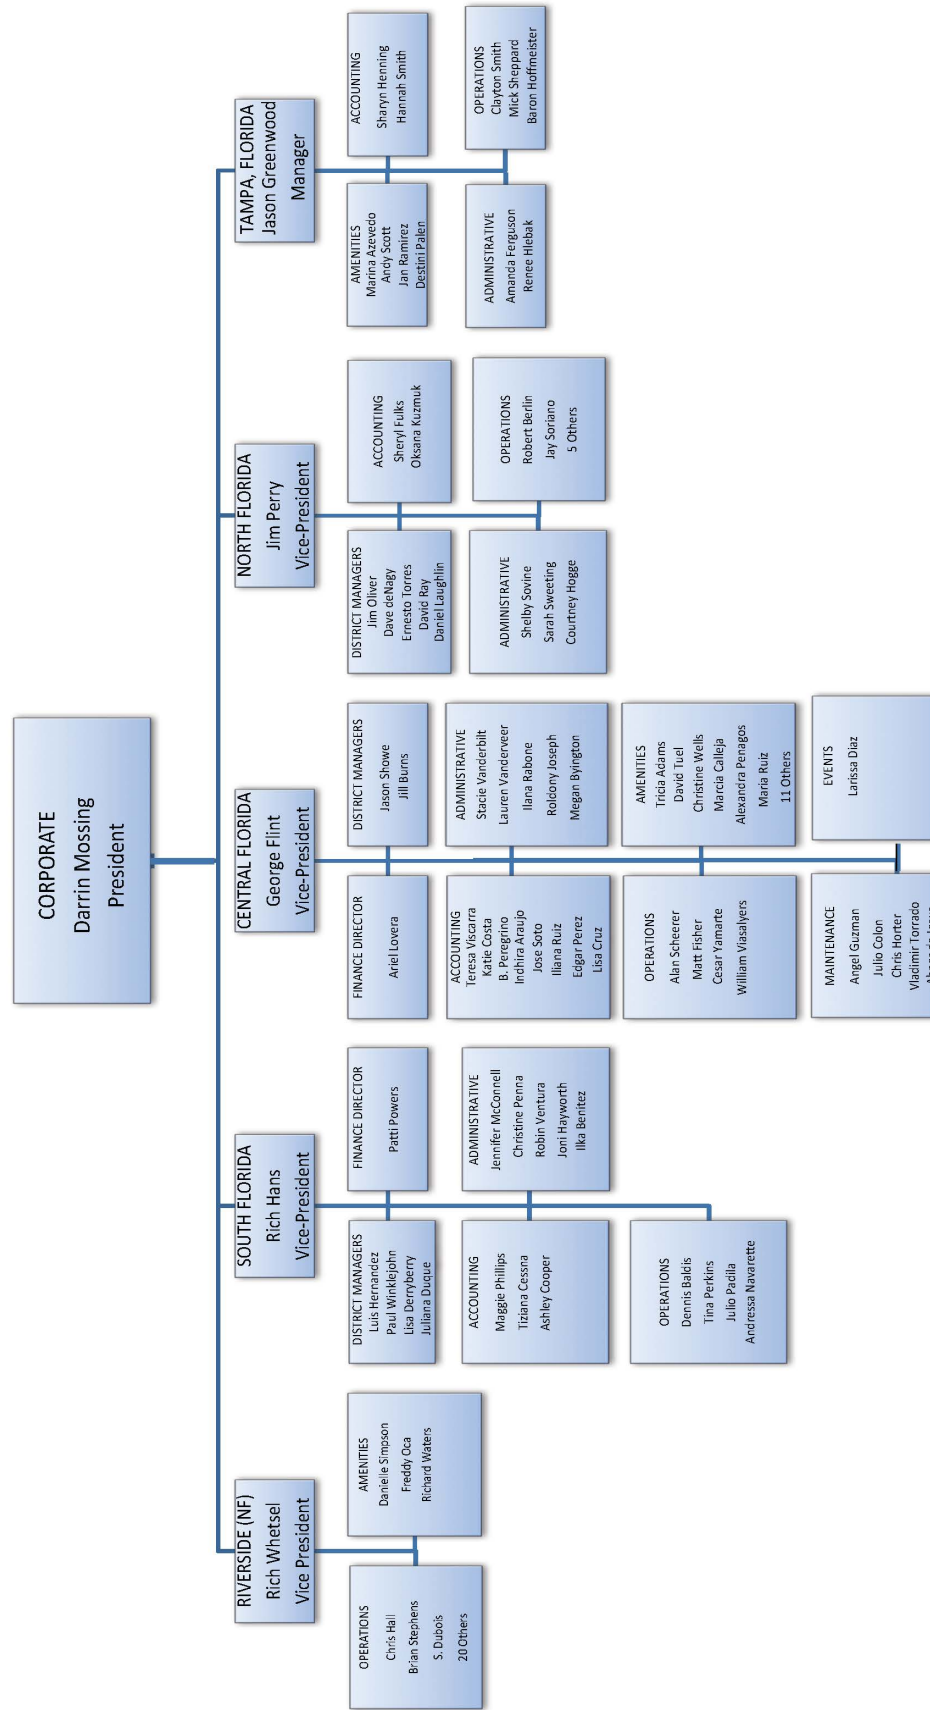 CORPORATE
Darrin Mossing
President
RIVERSIDE (NF)
Rich Whetsel
Vice President
OPERATIONS
Chris Hall
Brian Stephens
S. Dubois
20 Others
AMENITIES
Danielle Simpson
Freddy Oca
Richard Waters
SOUTH FLORIDA
Rich Hans
Vice-President
DISTRICT MANAGERS
Luis Hernandez
Paul Winklejohn
Lisa Derryberry
Juliana Duque
FINANCE DIRECTOR
Patti Powers
ACCOUNTING
Maggie Phillips
Tiziana Cessna
Ashley Cooper
ADMINISTRATIVE
Jennifer McConnell
Christine Penna
Robin Ventura
Joni Hayworth
Ilka Benitez
OPERATIONS
Dennis Baldis
Tina Perkins
Julio Padila
Andressa Navarette
CENTRAL FLORIDA
George Flint
Vice-President
FINANCE DIRECTOR
Ariel Lovera
DISTRICT MANAGERS
Jason Showe
Jill Burns
ACCOUNTING
Teresa Viscarra
Katie Costa
B. Peregrino
Indhira Araujo
Jose Soto
Iliana Ruiz
Edgar Perez
Lisa Cruz
ADMINISTRATIVE
Stacie Vanderbilt
Lauren Vanderveer
Ilana Rabone
Roldony Joseph
Megan Byington
OPERATIONS
Alan Scheerer
Matt Fisher
Cesar Yamarte
William Viasalyers
AMENITIES
Tricia Adams
David Tuel
Christine Wells
Marcia Calleja
Alexandra Penagos
Maria Ruiz
11 Others
MAINTENANCE
Angel Guzman
Julio Colon
Chris Horter
Vladimir Torrado
EVENTS
Larissa Diaz
NORTH FLORIDA
Jim Perry
Vice-President
DISTRICT MANAGERS
Jim Oliver
Dave deNagy
Ernesto Torres
David Ray
Daniel Laughlin
ACCOUNTING
Sheryl Fulks
Oksana Kuzmuk
ADMINISTRATIVE
Shelby Sovine
Sarah Sweeting
Courtney Hogge
OPERATIONS
Robert Berlin
Jay Soriano
5 Others
TAMPA, FLORIDA
Jason Greenwood
Manager
AMENITIES
Marina Azevedo
Andy Scott
Jan Ramirez
Destini Palen
ACCOUNTING
Sharyn Henning
Hannah Smith
ADMINISTRATIVE
Amanda Ferguson
Renee Hlebak
OPERATIONS
Clayton Smith
Mick Sheppard
Baron Hoffmeister